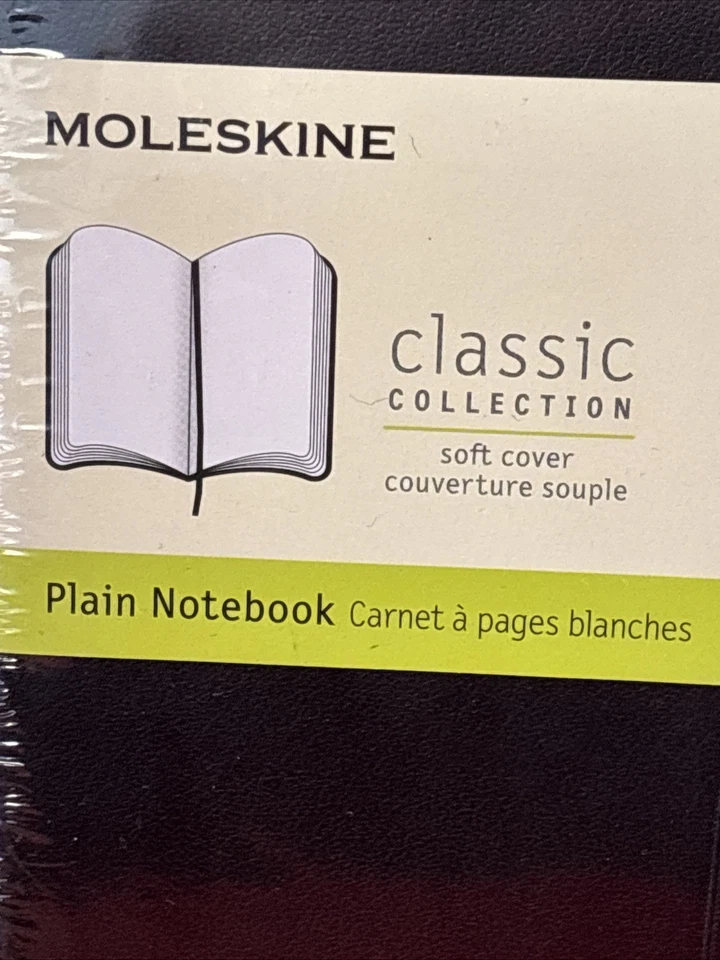 MOLESKINE
classic
COLLECTION
soft cover
couverture souple
Plain Notebook Carnet à pages blanches